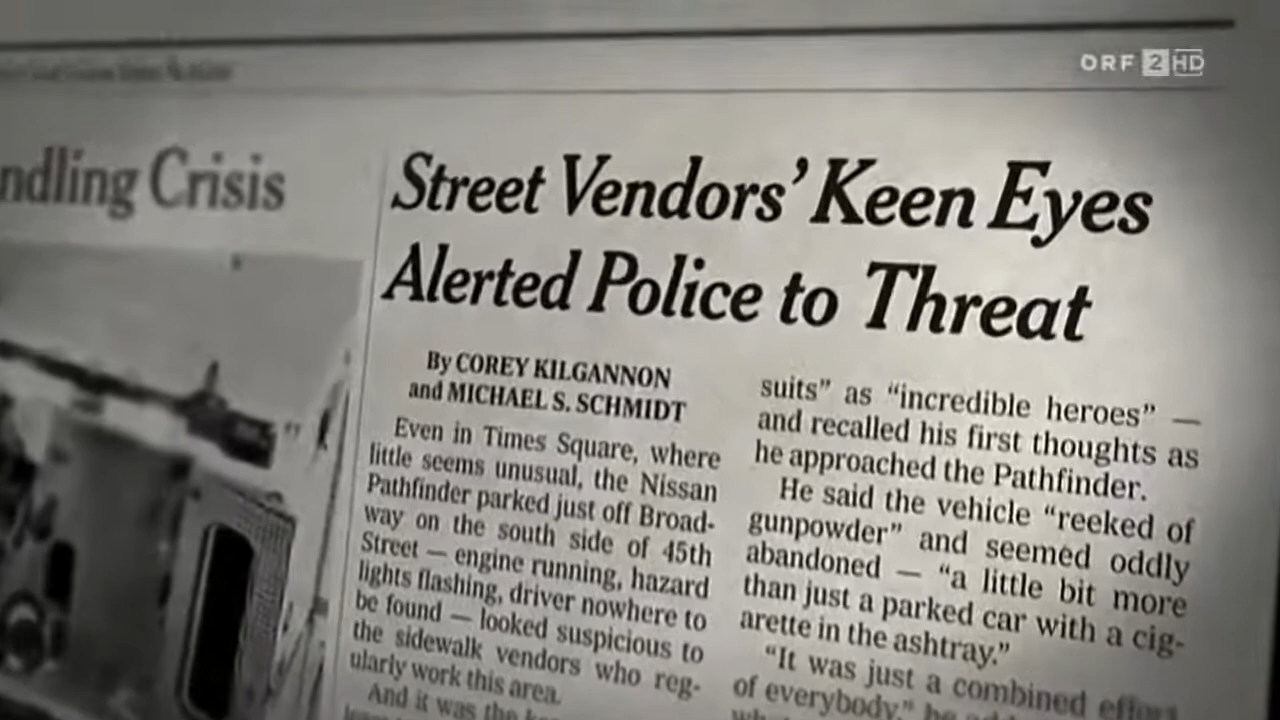 ORF 2 HD
ndling Crisis
Street Vendors’ Keen Eyes
Alerted Police to Threat
By COREY KILGANNON
and MICHAEL S. SCHMIDT
Even in Times Square, where
little seems unusual, the Nissan
Pathfinder parked just off Broad-
way on the south side of 45th
Street — engine running, hazard
lights flashing, driver nowhere to
be found — looked suspicious to
the sidewalk vendors who reg-
ularly work this area.
And it was the
suits” as “incredible heroes” —
and recalled his first thoughts as
he approached the Pathfinder.
He said the vehicle “reeked of
gunpowder” and seemed oddly
abandoned — “a little bit more
than just a parked car with a cig-
arette in the ashtray.”
“It was just a combined effort
of everybody,” he